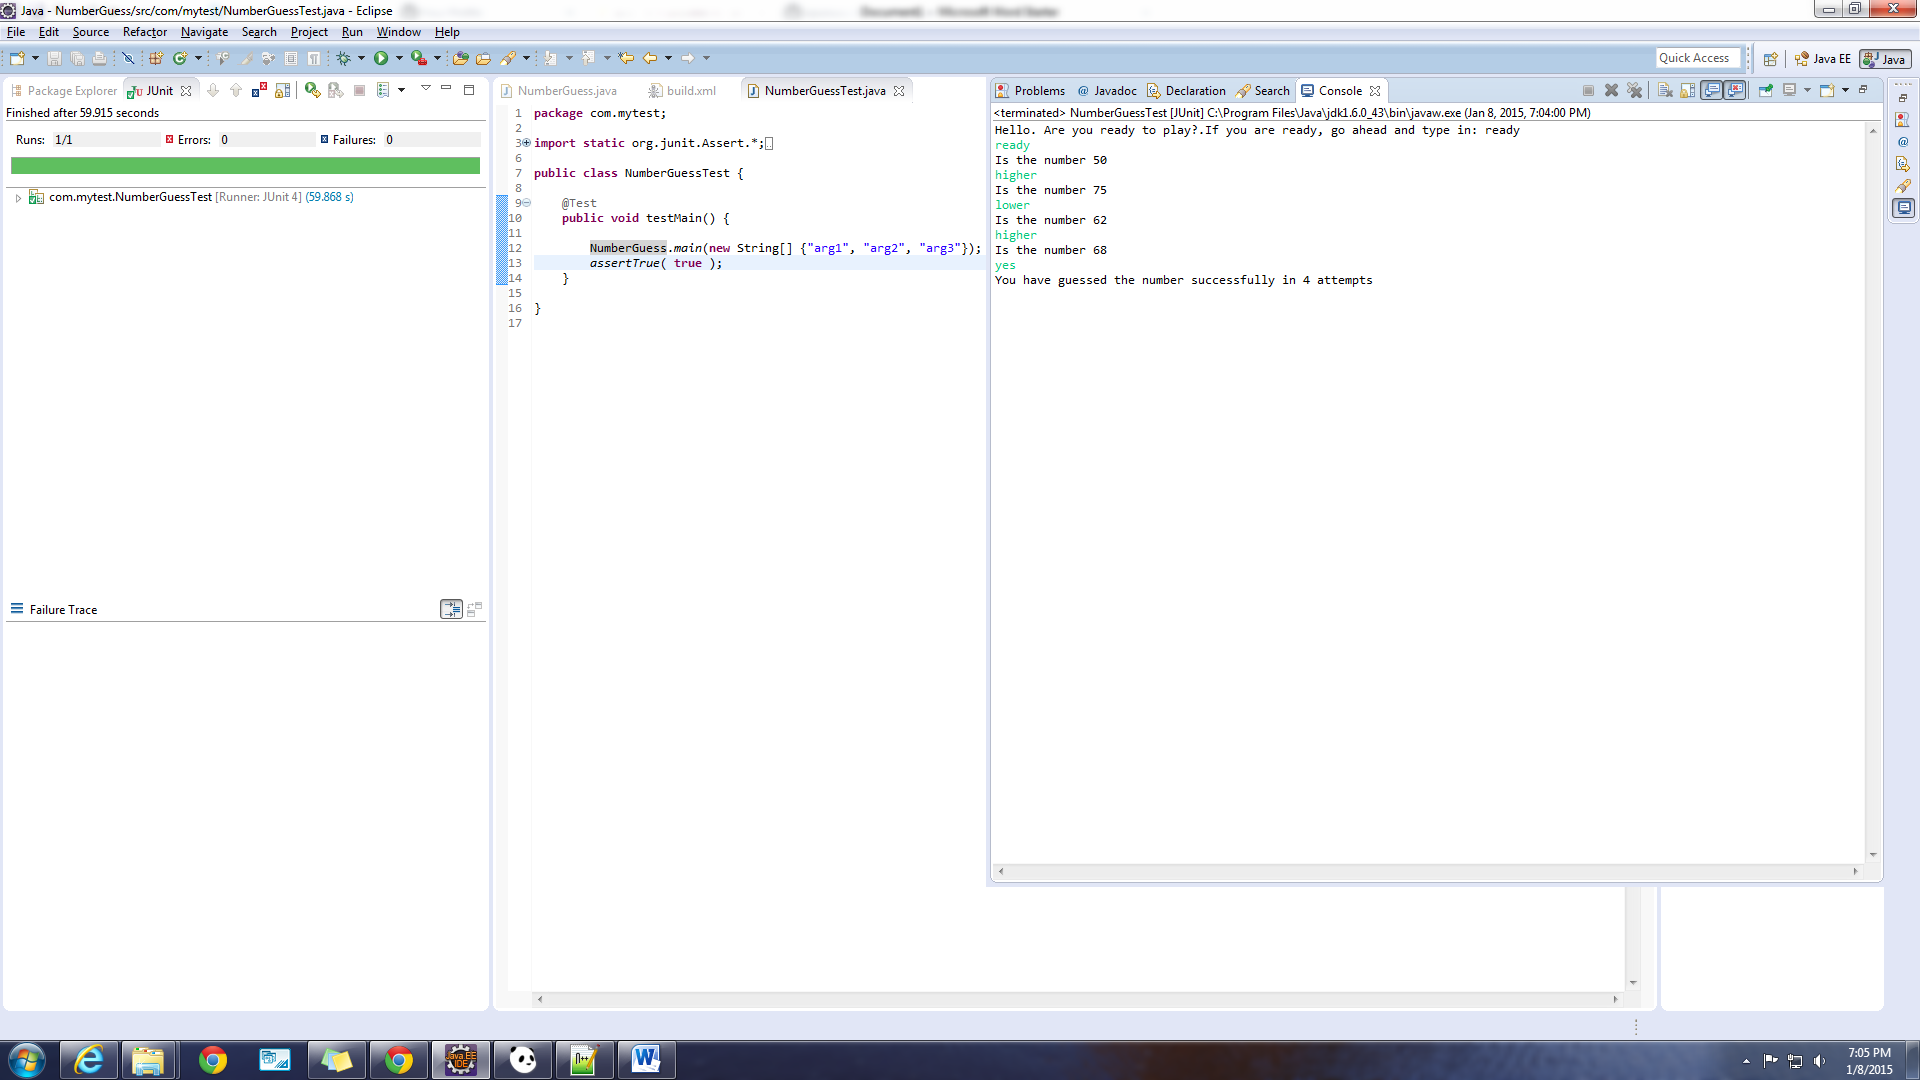 Java - NumberGuess/src/com/mytest/NumberGuessTest.java - Eclipse
File Edit Source Refactor Navigate Search Project Run Window Help
Quick Access Java EE Java
Package Explorer JUnit
Finished after 59.915 seconds
Runs: 1/1 Errors: 0 Failures: 0
com.mytest.NumberGuessTest [Runner: JUnit 4] (59.868 s)
Failure Trace
NumberGuess.java build.xml NumberGuessTest.java
1 package com.mytest;
2
3 import static org.junit.Assert.*;
6
7 public class NumberGuessTest {
8
9 @Test
10 public void testMain() {
11
12 NumberGuess.main(new String[] {"arg1", "arg2", "arg3"});
13 assertTrue( true );
14 }
15
16 }
17
Problems @ Javadoc Declaration Search Console
<terminated> NumberGuessTest [JUnit] C:\Program Files\Java\jdk1.6.0_43\bin\javaw.exe (Jan 8, 2015, 7:04:00 PM)
Hello. Are you ready to play?.If you are ready, go ahead and type in: ready
ready
Is the number 50
higher
Is the number 75
lower
Is the number 62
higher
Is the number 68
yes
You have guessed the number successfully in 4 attempts
Java EE
IDE
7:05 PM
1/8/2015